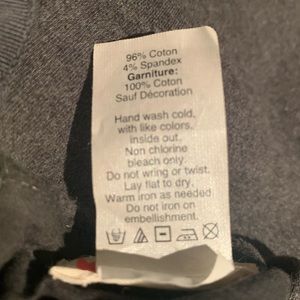 96% Coton
4% Spandex
Garniture:
100% Coton
Sauf Décoration
Hand wash cold,
with like colors,
inside out.
Non chlorine
bleach only.
Do not wring or twist.
Lay flat to dry.
Warm iron as needed.
Do not iron on
embellishment.